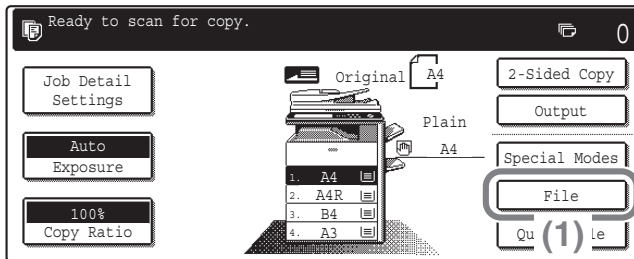 Ready to scan for copy.
0
Job Detail
Settings
Auto
Exposure
100%
Copy Ratio
Original A4
Plain
A4
1. A4
2. A4R
3. B4
4. A3
2-Sided Copy
Output
Special Modes
File
(1)